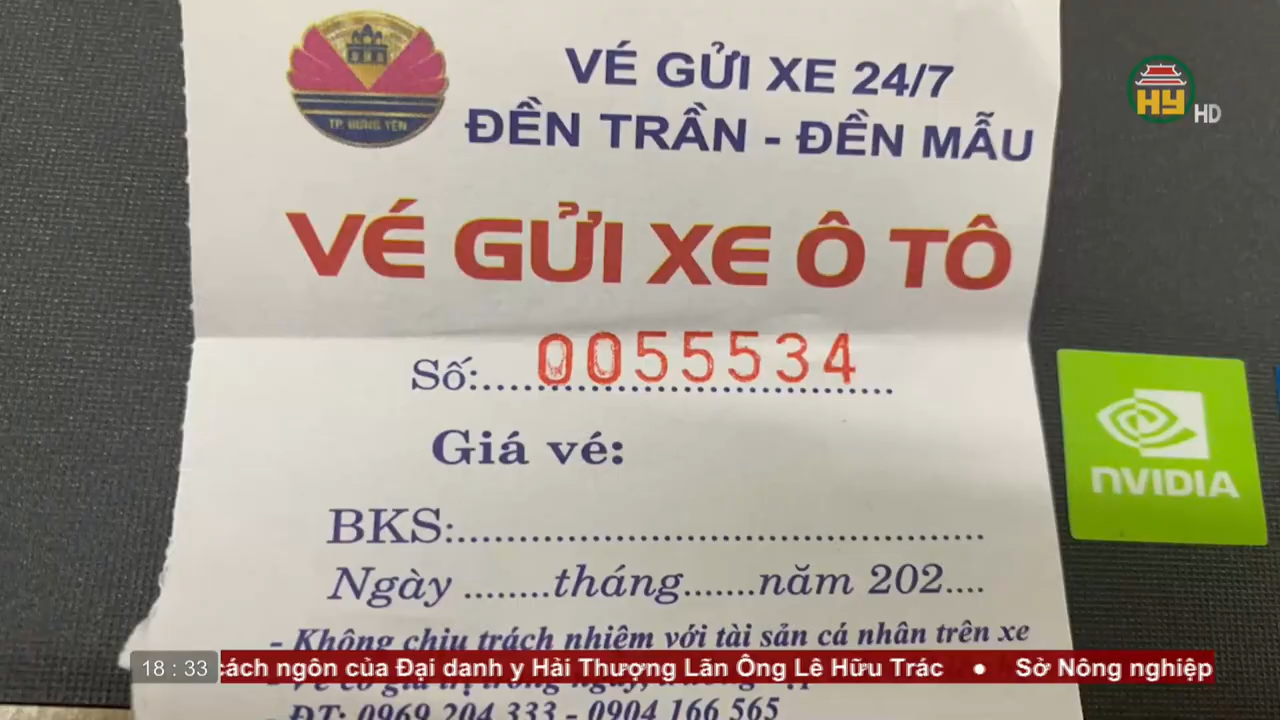 TP. HƯNG YÊN
VÉ GỬI XE 24/7
ĐỀN TRẦN - ĐỀN MẪU
HY HD
VÉ GỬI XE Ô TÔ
Số:.....0055534.....
Giá vé:
NVIDIA
BKS:..........................................
Ngày ........tháng.......năm 202....
- Không chịu trách nhiệm với tài sản cá nhân trên xe
18 : 33 cách ngôn của Đại danh y Hải Thượng Lãn Ông Lê Hữu Trác • Sở Nông nghiệp
- ĐT: 0969 204 333 - 0904 166 565